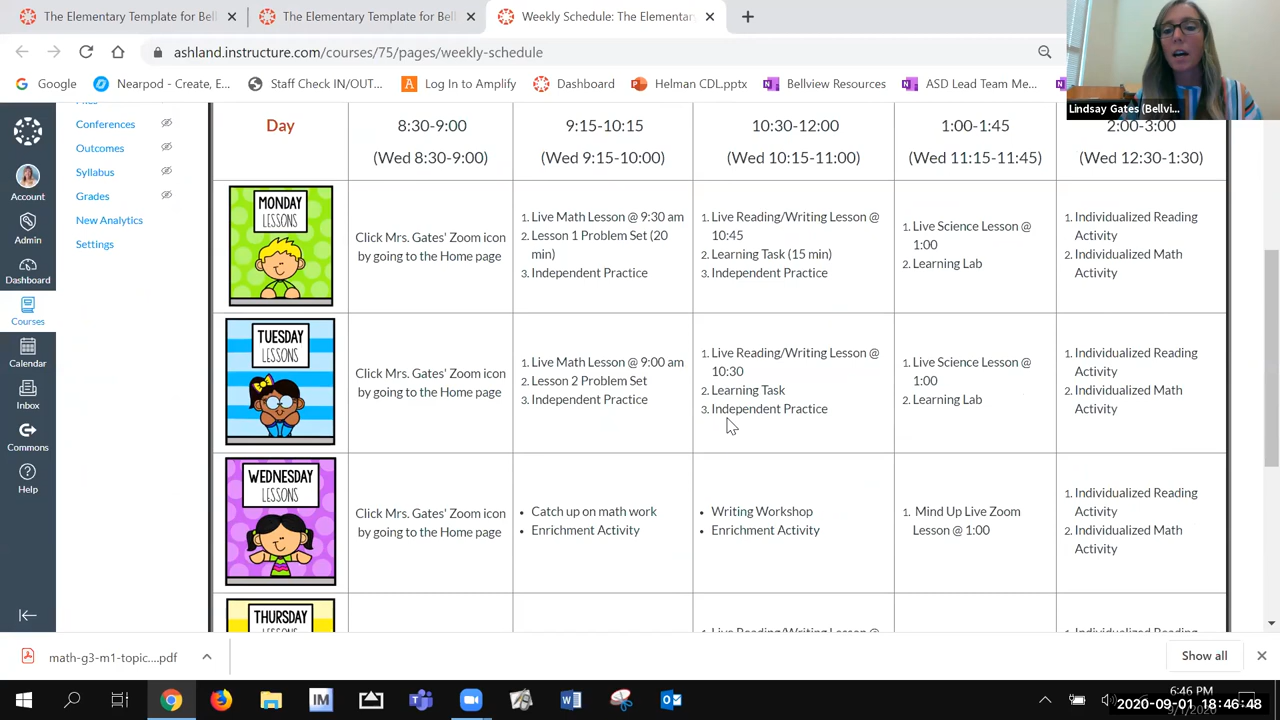 The Elementary Template for Bell
The Elementary Template for Bell
Weekly Schedule: The Elementar
ashland.instructure.com/courses/75/pages/weekly-schedule
Google
Nearpod - Create, E...
Staff Check IN/OUT...
Log In to Amplify
Dashboard
Helman CDL.pptx
Bellview Resources
ASD Lead Team Me...
Lindsay Gates (Bellvi...
Account
Admin
Dashboard
Courses
Calendar
Inbox
Commons
Help
Conferences
Outcomes
Syllabus
Grades
New Analytics
Settings
Day
8:30-9:00
(Wed 8:30-9:00)
9:15-10:15
(Wed 9:15-10:00)
10:30-12:00
(Wed 10:15-11:00)
1:00-1:45
(Wed 11:15-11:45)
2:00-3:00
(Wed 12:30-1:30)
MONDAY
LESSONS
Click Mrs. Gates' Zoom icon
by going to the Home page
1. Live Math Lesson @ 9:30 am
2. Lesson 1 Problem Set (20
min)
3. Independent Practice
1. Live Reading/Writing Lesson @
10:45
2. Learning Task (15 min)
3. Independent Practice
1. Live Science Lesson @
1:00
2. Learning Lab
1. Individualized Reading
Activity
2. Individualized Math
Activity
TUESDAY
LESSONS
Click Mrs. Gates' Zoom icon
by going to the Home page
1. Live Math Lesson @ 9:00 am
2. Lesson 2 Problem Set
3. Independent Practice
1. Live Reading/Writing Lesson @
10:30
2. Learning Task
3. Independent Practice
1. Live Science Lesson @
1:00
2. Learning Lab
1. Individualized Reading
Activity
2. Individualized Math
Activity
WEDNESDAY
LESSONS
Click Mrs. Gates' Zoom icon
by going to the Home page
• Catch up on math work
• Enrichment Activity
• Writing Workshop
• Enrichment Activity
1. Mind Up Live Zoom
Lesson @ 1:00
1. Individualized Reading
Activity
2. Individualized Math
Activity
THURSDAY
math-g3-m1-topic....pdf
Show all
IM
6:46 PM
2020-09-01 18:46:48